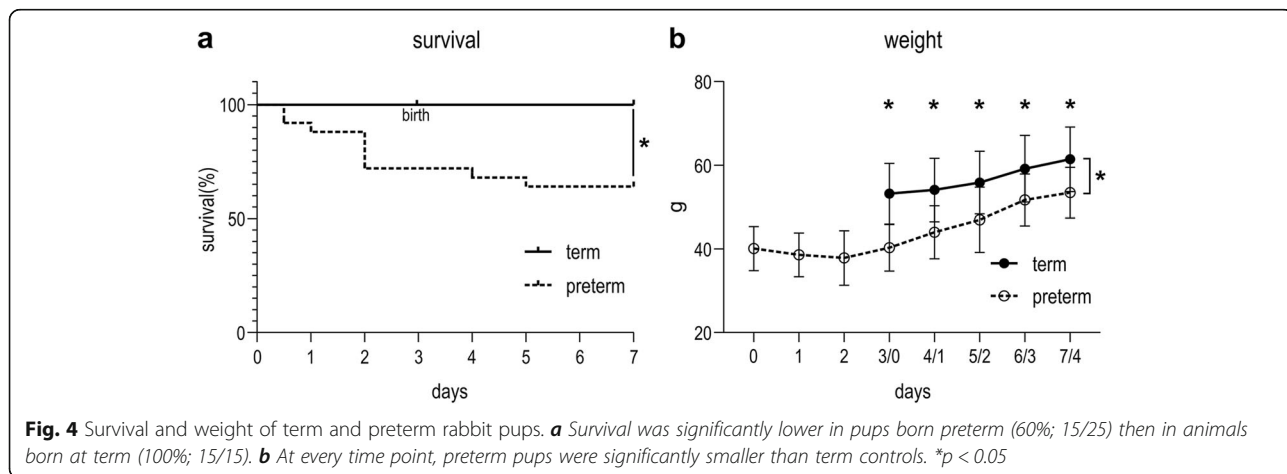 a survival
100
50
0
survival(%)
birth
*
term
preterm
0 1 2 3 4 5 6 7
days
b weight
80
60
40
20
g
* * * * *
*
term
preterm
0 1 2 3/0 4/1 5/2 6/3 7/4
days
Fig. 4 Survival and weight of term and preterm rabbit pups. a Survival was significantly lower in pups born preterm (60%; 15/25) then in animals
born at term (100%; 15/15). b At every time point, preterm pups were significantly smaller than term controls. *p < 0.05